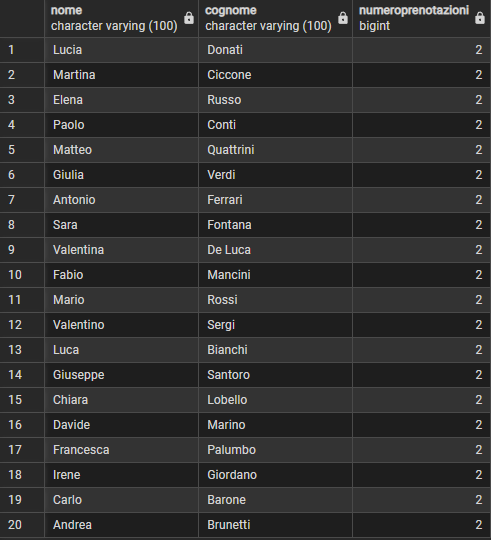 nome cognome numeroprenotazioni
character varying (100) character varying (100) bigint
1 Lucia Donati 2
2 Martina Ciccone 2
3 Elena Russo 2
4 Paolo Conti 2
5 Matteo Quattrini 2
6 Giulia Verdi 2
7 Antonio Ferrari 2
8 Sara Fontana 2
9 Valentina De Luca 2
10 Fabio Mancini 2
11 Mario Rossi 2
12 Valentino Sergi 2
13 Luca Bianchi 2
14 Giuseppe Santoro 2
15 Chiara Lobello 2
16 Davide Marino 2
17 Francesca Palumbo 2
18 Irene Giordano 2
19 Carlo Barone 2
20 Andrea Brunetti 2